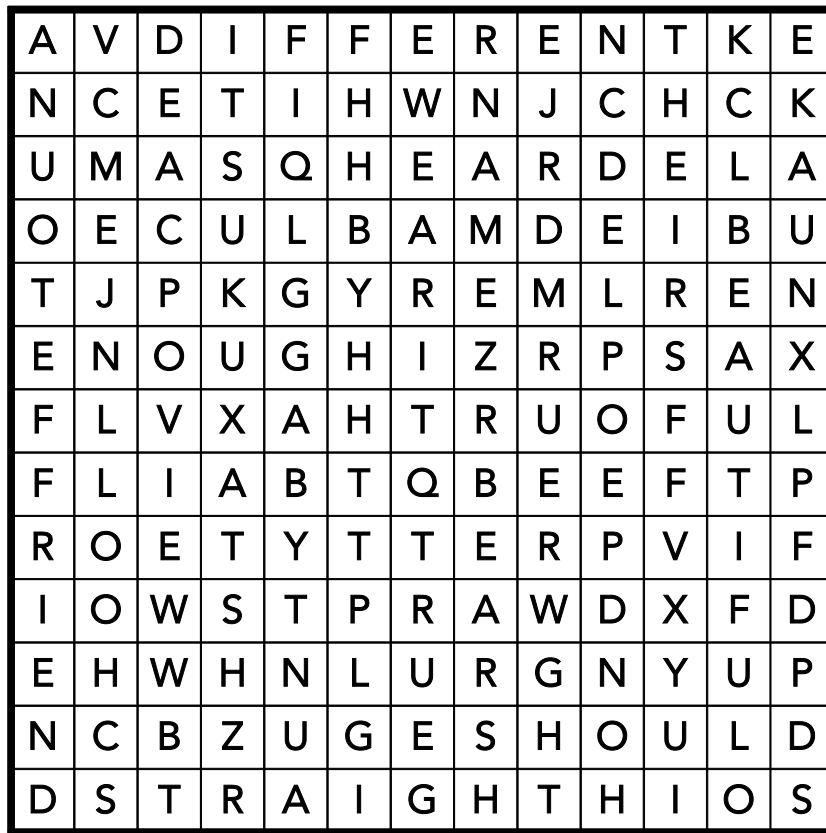 A V D I F F E R E N T K E
N C E T I H W N J C H C K
U M A S Q H E A R D E L A
O E C U L B A M D E I B U
T J P K G Y R E M L R E N
E N O U G H I Z R P S A X
F L V X A H T R U O F U L
F L I A B T Q B E E F T P
R O E T Y T T E R P V I F
I O W S T P R A W D X F D
E H W H N L U R G N Y U P
N C B Z U G E S H O U L D
D S T R A I G H T H I O S